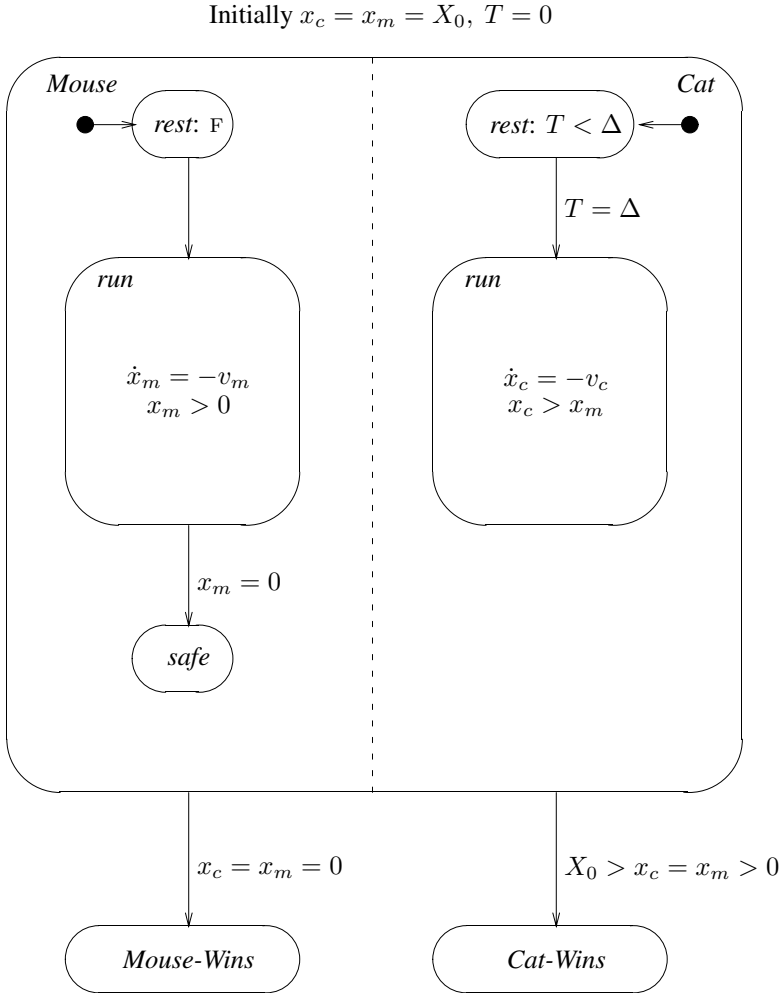 Initially x_c = x_m = X_0, T = 0
Mouse
Cat
rest: F
rest: T < Δ
T = Δ
run
run
ẋ_m = −v_m
x_m > 0
ẋ_c = −v_c
x_c > x_m
x_m = 0
safe
x_c = x_m = 0
X_0 > x_c = x_m > 0
Mouse-Wins
Cat-Wins